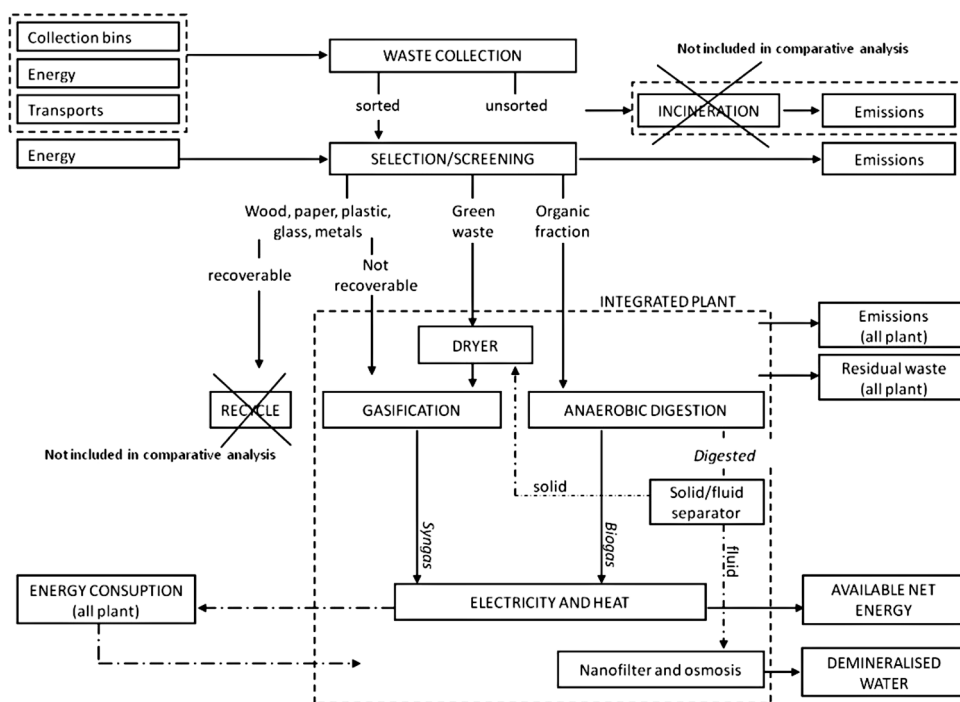 Collection bins
WASTE COLLECTION
Not included in comparative analysis
Energy
Transports
sorted
unsorted
INCINERATION
Emissions
Energy
SELECTION/SCREENING
Emissions
Wood, paper, plastic,
glass, metals
Green
waste
Organic
fraction
recoverable
Not
recoverable
INTEGRATED PLANT
Emissions
(all plant)
DRYER
Residual waste
(all plant)
RECYCLE
GASIFICATION
ANAEROBIC DIGESTION
Not included in comparative analysis
Digested
solid
Solid/fluid
separator
Syngas
Biogas
fluid
ENERGY CONSUPTION
(all plant)
ELECTRICITY AND HEAT
AVAILABLE NET
ENERGY
Nanofilter and osmosis
DEMINERALISED
WATER